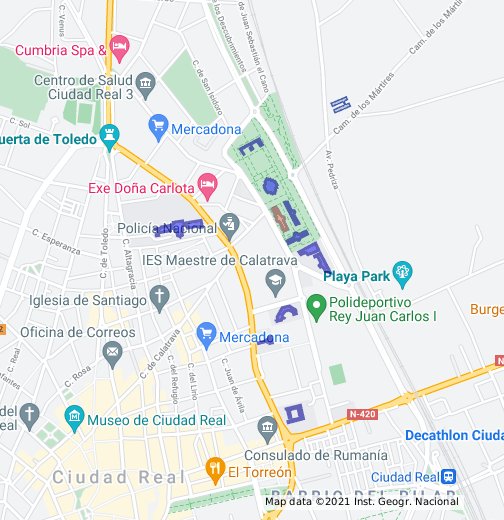 C. Venus
de los Descubrimientos
de Juan Sebastián el Cano
Cam. de los Mártires
Cumbria Spa &
Centro de Salud
Ciudad Real 3
C. de San Isidoro
C. Sol
Mercadona
Cam. de los Mártires
uerta de Toledo
Av. Pedriza
Exe Doña Carlota
Policía Nacional
C. Esperanza
C. de Toledo
C. Altagracia
IES Maestre de Calatrava
Playa Park
Iglesia de Santiago
Polideportivo
Rey Juan Carlos I
Burge
2
Oficina de Correos
Mercadona
C. de Calatrava
C. Real
C. Rosa
C. del Refugio
C. del Lirio
C. Juan de Ávila
nfantes
del
Real
Museo de Ciudad Real
N-420
Decathlon Ciuda
Consulado de Rumanía
Ciudad Real
El Torreón
Ciudad Real
BARRIO DEL PILAR
Map data ©2021 Inst. Geogr. Nacional